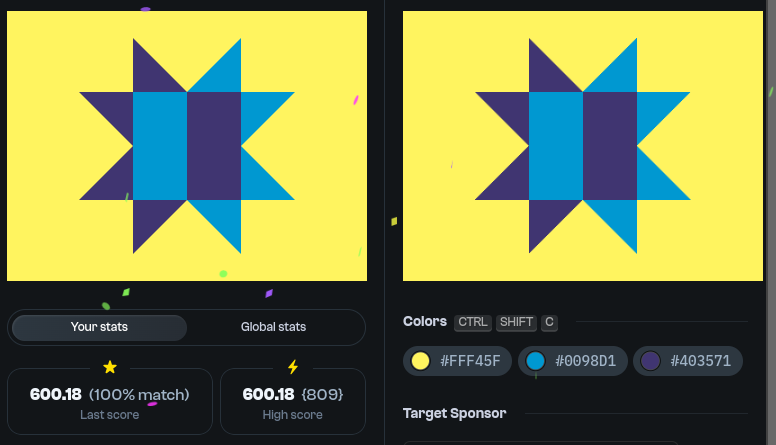 Your stats
Global stats
600.18 (100% match)
Last score
600.18 {809}
High score
Colors CTRL SHIFT C
#FFF45F #0098D1 #403571
Target Sponsor